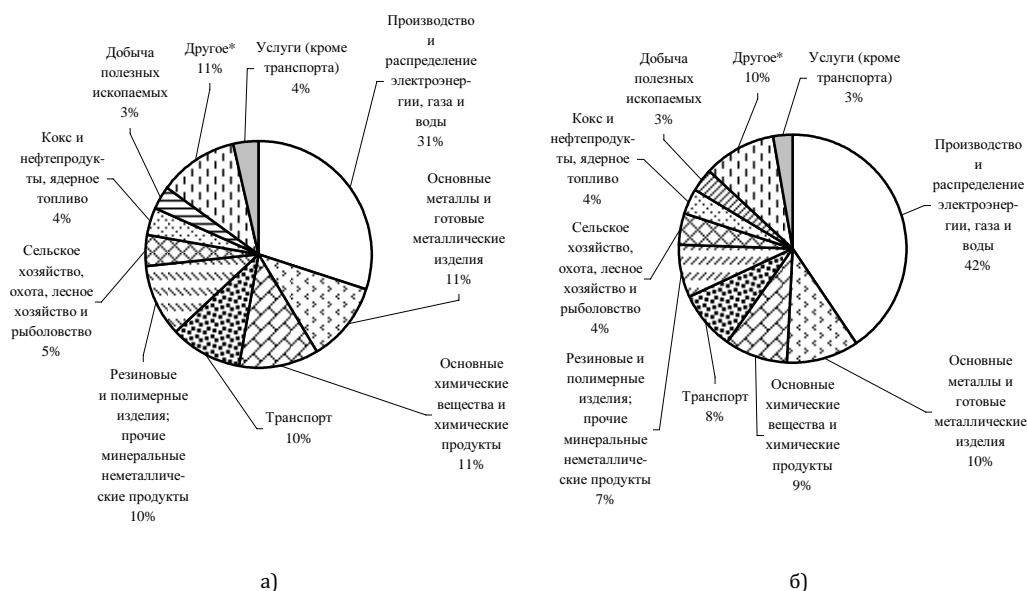 Производство
и
распределение
электроэнер-
гии, газа и
воды
31%
Основные
металлы и
готовые
металлические
изделия
11%
Основные
химические
вещества и
химические
продукты
11%
Транспорт
10%
Резиновые
и полимерные
изделия;
прочие
минеральные
неметалличе-
ские продукты
10%
Сельское
хозяйство,
охота, лесное
хозяйство и
рыболовство
5%
Кокс и
нефтепродук-
ты, ядерное
топливо
4%
Добыча
полезных
ископаемых
3%
Другое*
11%
Услуги (кроме
транспорта)
4%
а)
Производство
и
распределение
электроэнер-
гии, газа и
воды
42%
Основные
металлы и
готовые
металлические
изделия
10%
Основные
химические
вещества и
химические
продукты
9%
Транспорт
8%
Резиновые и
полимерные
изделия;
прочие
минеральные
неметалличе-
ские продукты
7%
Сельское
хозяйство,
охота, лесное
хозяйство и
рыболовство
4%
Кокс и
нефтепродук-
ты, ядерное
топливо
4%
Добыча
полезных
ископаемых
3%
Другое*
10%
Услуги (кроме
транспорта)
3%
б)